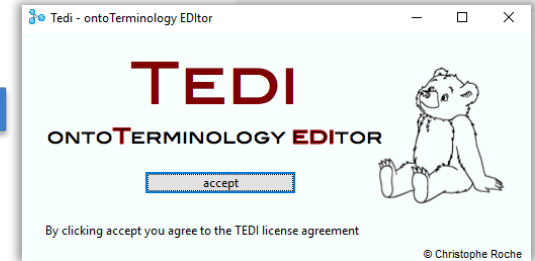 Tedi - ontoTerminology EDItor
TEDI
ONTOTERMINOLOGY EDITOR
accept
By clicking accept you agree to the TEDI license agreement
© Christophe Roche